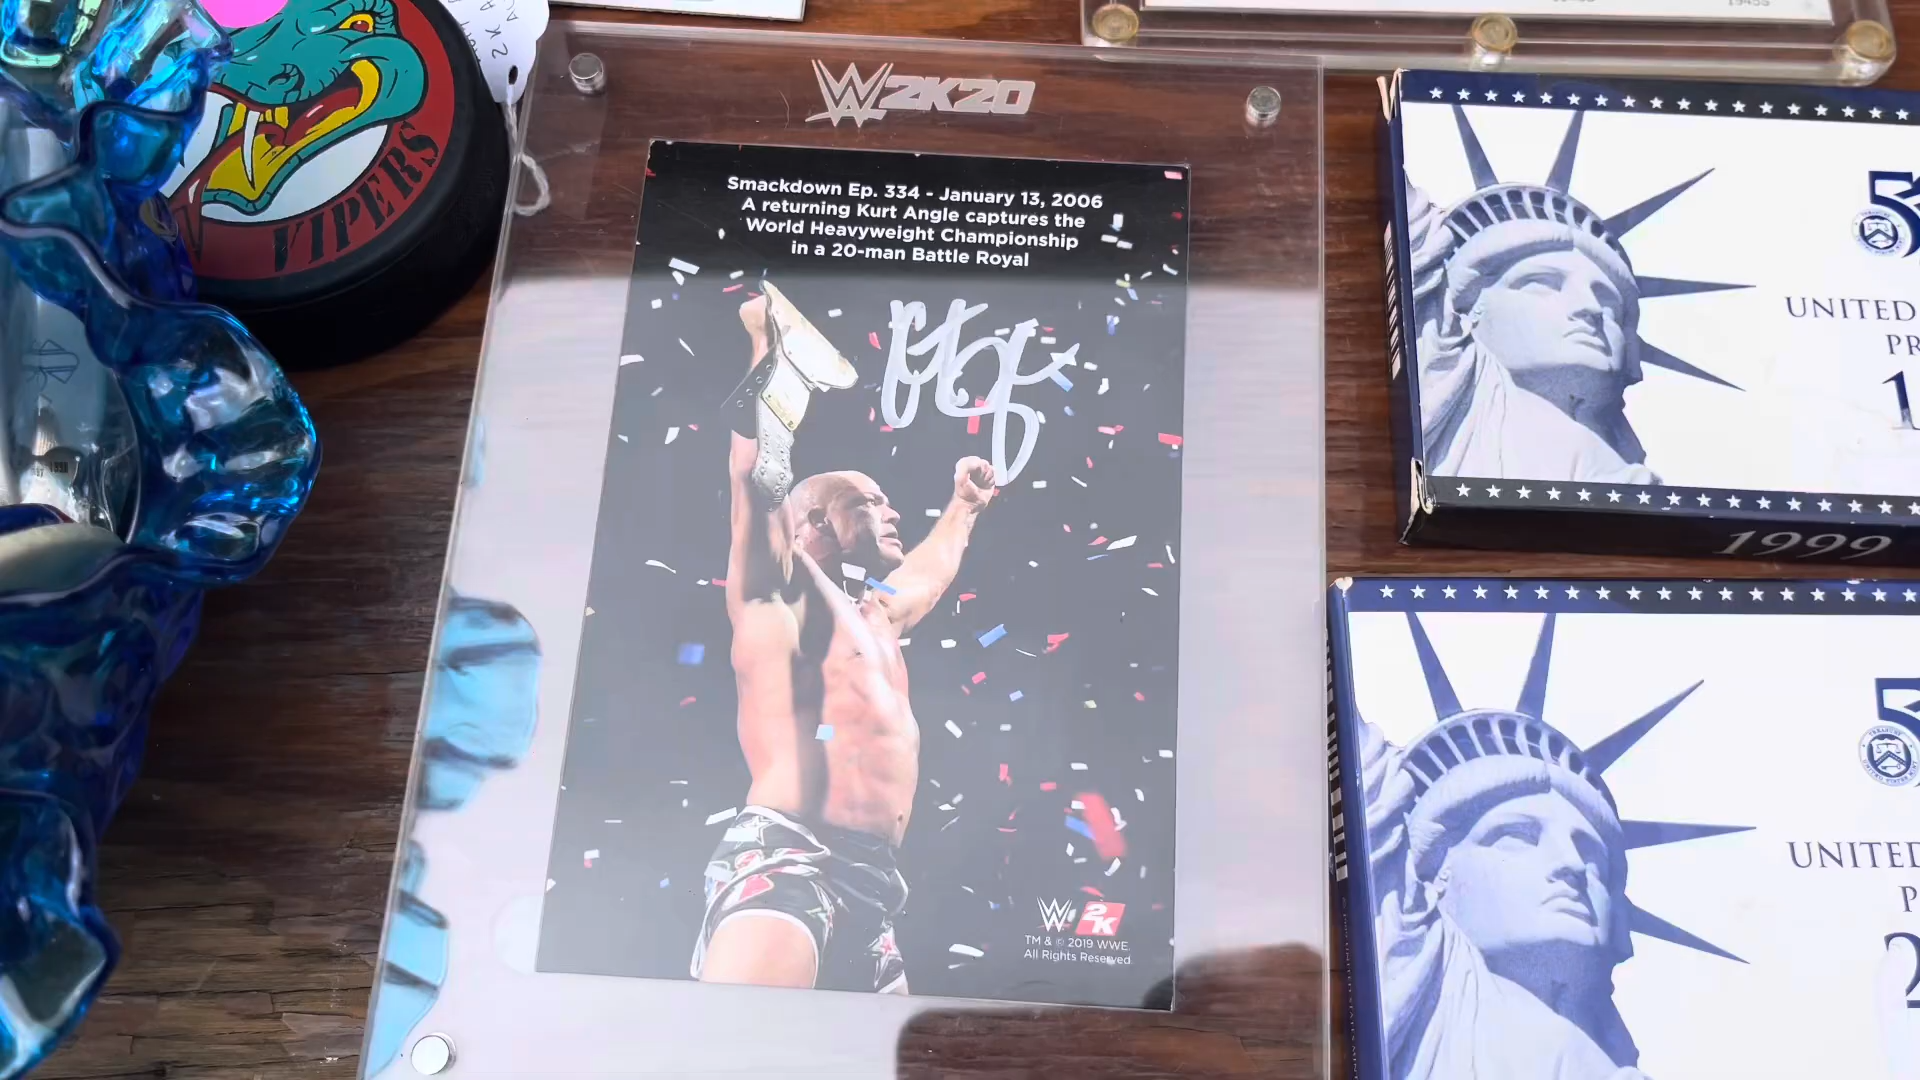 VIPERS
W2K20
Smackdown Ep. 334 - January 13, 2006
A returning Kurt Angle captures the
World Heavyweight Championship
in a 20-man Battle Royal
2K
TM & © 2019 WWE.
All Rights Reserved.
UNITED
1999
UNITED